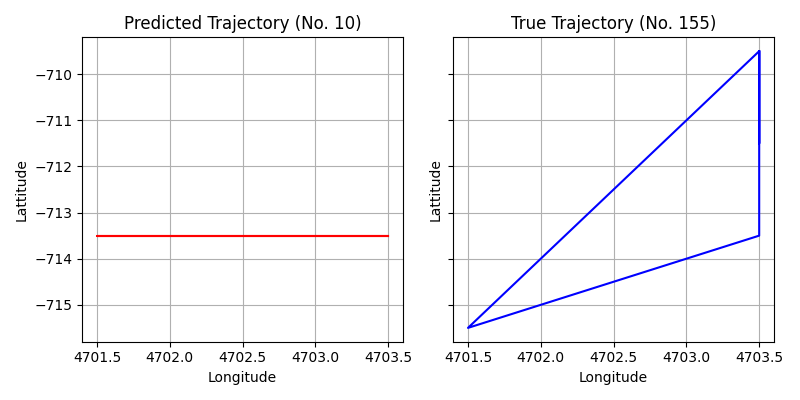 Predicted Trajectory (No. 10)
True Trajectory (No. 155)
−710
−711
−712
−713
−714
−715
Lattitude
Lattitude
4701.5 4702.0 4702.5 4703.0 4703.5
4701.5 4702.0 4702.5 4703.0 4703.5
Longitude
Longitude